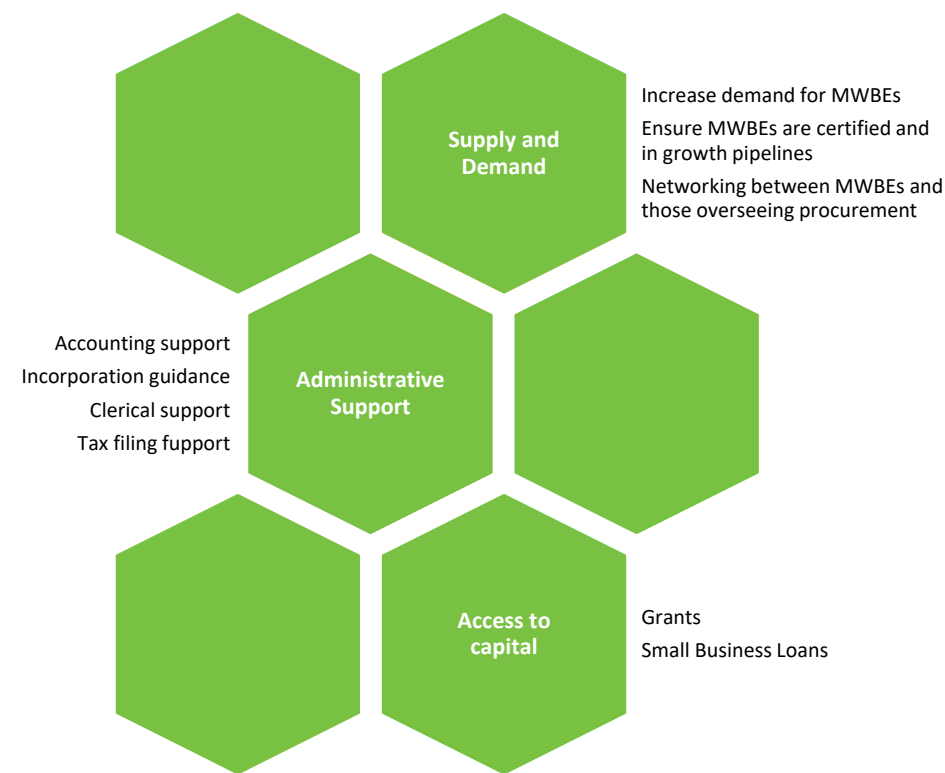 Supply and
Demand
Increase demand for MWBEs
Ensure MWBEs are certified and
in growth pipelines
Networking between MWBEs and
those overseeing procurement
Accounting support
Incorporation guidance
Clerical support
Tax filing fupport
Administrative
Support
Access to
capital
Grants
Small Business Loans